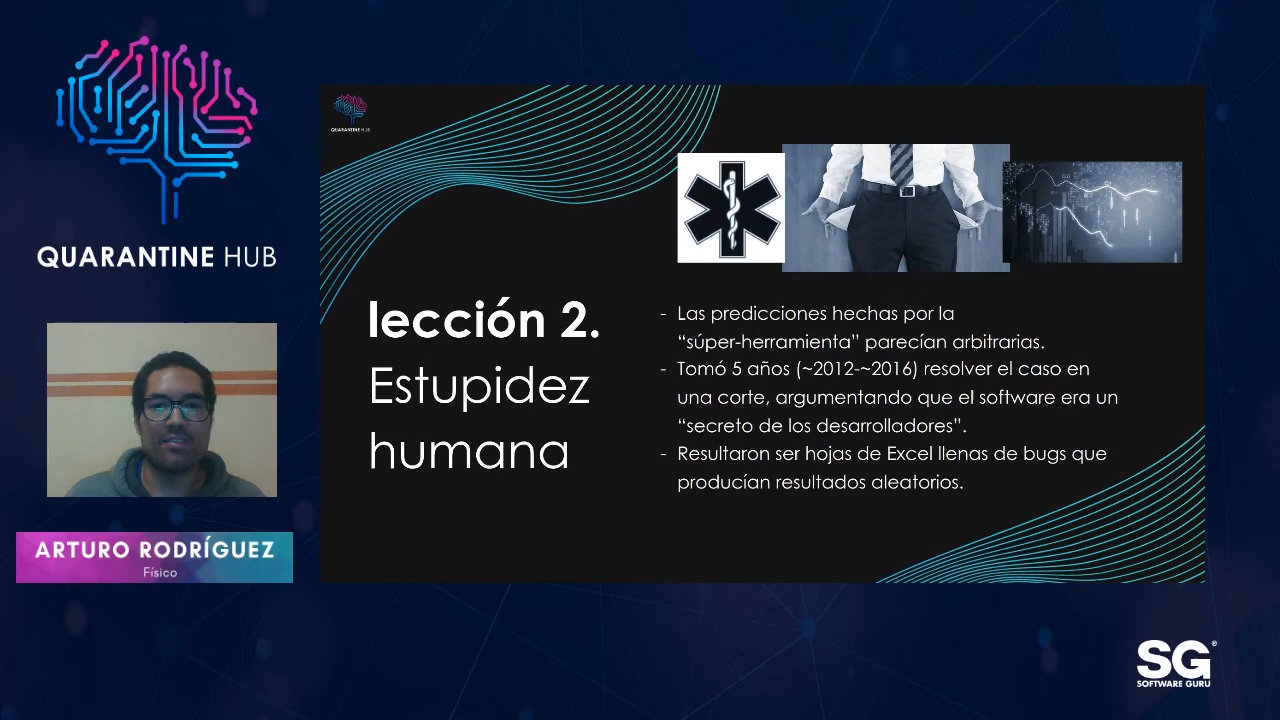 QUARANTINE HUB
ARTURO RODRÍGUEZ
Físico
QUARANTINE HUB
lección 2.
Estupidez
humana
- Las predicciones hechas por la
“súper-herramienta” parecían arbitrarias.
- Tomó 5 años (~2012-~2016) resolver el caso en
una corte, argumentando que el software era un
“secreto de los desarrolladores”.
- Resultaron ser hojas de Excel llenas de bugs que
producían resultados aleatorios.
SG®
SOFTWARE GURU